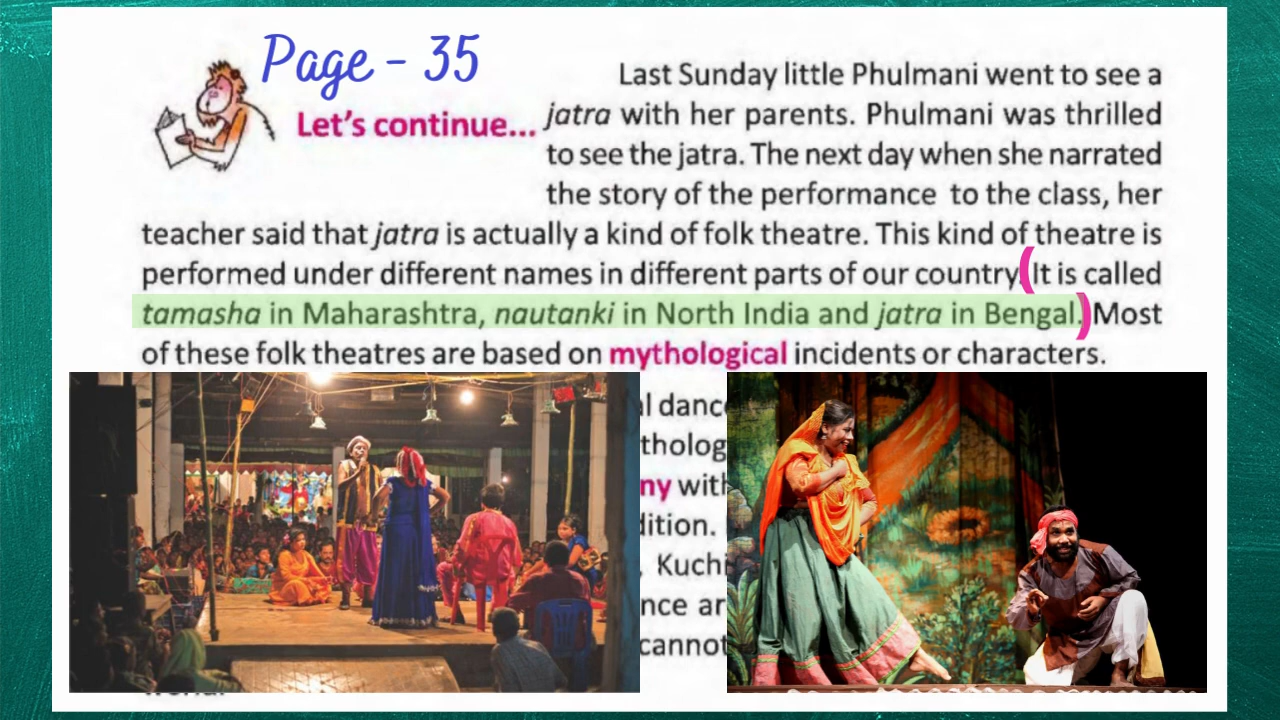 Page - 35
Let's continue...
Last Sunday little Phulmani went to see a
jatra with her parents. Phulmani was thrilled
to see the jatra. The next day when she narrated
the story of the performance to the class, her
teacher said that jatra is actually a kind of folk theatre. This kind of theatre is
performed under different names in different parts of our country. (It is called
tamasha in Maharashtra, nautanki in North India and jatra in Bengal.) Most
of these folk theatres are based on mythological incidents or characters.
with
Kuchi
cannot